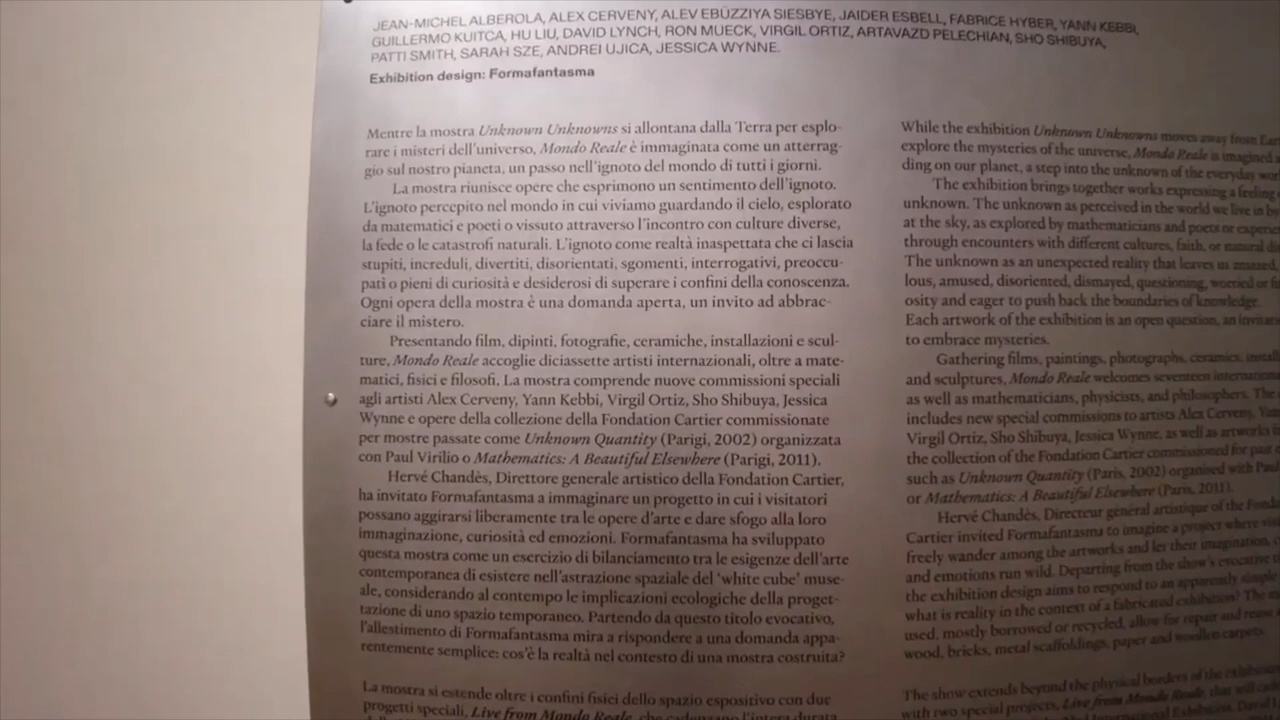 JEAN-MICHEL ALBEROLA, ALEX CERVENY, ALEV EBÜZZIYA SIESBYE, JAIDER ESBELL, FABRICE HYBER, YANN KEBBI,
GUILLERMO KUITCA, HU LIU, DAVID LYNCH, RON MUECK, VIRGIL ORTIZ, ARTAVAZD PELECHIAN, SHO SHIBUYA,
PATTI SMITH, SARAH SZE, ANDREI UJICA, JESSICA WYNNE.
Exhibition design: Formafantasma
Mentre la mostra Unknown Unknowns si allontana dalla Terra per esplo-
rare i misteri dell'universo, Mondo Reale è immaginata come un atterrag-
gio sul nostro pianeta, un passo nell'ignoto del mondo di tutti i giorni.
La mostra riunisce opere che esprimono un sentimento dell'ignoto.
L'ignoto percepito nel mondo in cui viviamo guardando il cielo, esplorato
da matematici e poeti o vissuto attraverso l'incontro con culture diverse,
la fede o le catastrofi naturali. L'ignoto come realtà inaspettata che ci lascia
stupiti, increduli, divertiti, disorientati, sgomenti, interrogativi, preoccu-
pati o pieni di curiosità e desiderosi di superare i confini della conoscenza.
Ogni opera della mostra è una domanda aperta, un invito ad abbrac-
ciare il mistero.
Presentando film, dipinti, fotografie, ceramiche, installazioni e scul-
ture, Mondo Reale accoglie diciassette artisti internazionali, oltre a mate-
matici, fisici e filosofi. La mostra comprende nuove commissioni speciali
agli artisti Alex Cerveny, Yann Kebbi, Virgil Ortiz, Sho Shibuya, Jessica
Wynne e opere della collezione della Fondation Cartier commissionate
per mostre passate come Unknown Quantity (Parigi, 2002) organizzata
con Paul Virilio o Mathematics: A Beautiful Elsewhere (Parigi, 2011).
Hervé Chandès, Direttore generale artistico della Fondation Cartier,
ha invitato Formafantasma a immaginare un progetto in cui i visitatori
possano aggirarsi liberamente tra le opere d'arte e dare sfogo alla loro
immaginazione, curiosità ed emozioni. Formafantasma ha sviluppato
questa mostra come un esercizio di bilanciamento tra le esigenze dell'arte
contemporanea di esistere nell'astrazione spaziale del 'white cube' muse-
ale, considerando al contempo le implicazioni ecologiche della proget-
tazione di uno spazio temporaneo. Partendo da questo titolo evocativo,
l'allestimento di Formafantasma mira a rispondere a una domanda appa-
rentemente semplice: cos'è la realtà nel contesto di una mostra costruita?
La mostra si estende oltre i confini fisici dello spazio espositivo con due
progetti speciali, Live from Mondo Reale, che cadenzano l'intera durata
While the exhibition Unknown Unknowns moves away from
explore the mysteries of the universe, Mondo Reale is imagined
ding on our planet, a step into the unknown of the everyday
The exhibition brings together works expressing a feeling
unknown. The unknown as perceived in the world we live in
at the sky, as explored by mathematicians and poets or
through encounters with different cultures, faith, or natural
The unknown as an unexpected reality that leaves us amazed,
lous, amused, disoriented, dismayed, questioning, worried or
osity and eager to push back the boundaries of knowledge.
Each artwork of the exhibition is an open question, an
to embrace mysteries.
Gathering films, paintings, photographs, ceramics,
and sculptures, Mondo Reale welcomes seventeen
as well as mathematicians, physicists, and philosophers. The
includes new special commissions to artists Alex Cerveny,
Virgil Ortiz, Sho Shibuya, Jessica Wynne, as well as artworks
the collection of the Fondation Cartier commissioned for past
such as Unknown Quantity (Paris, 2002) organised with
or Mathematics: A Beautiful Elsewhere (Paris, 2011).
Hervé Chandès, Directeur general artistique of the
Cartier invited Formafantasma to imagine a project where
freely wander among the artworks and let their imagination,
and emotions run wild. Departing from the show's evocative
the exhibition design aims to respond to an apparently simple
what is reality in the context of a fabricated exhibition? The
used, mostly borrowed or recycled, allow for repair and reuse
wood, bricks, metal scaffoldings, paper and woollen carpets.
The show extends beyond the physical borders of the
with two special projects, Live from Mondo Reale, that will